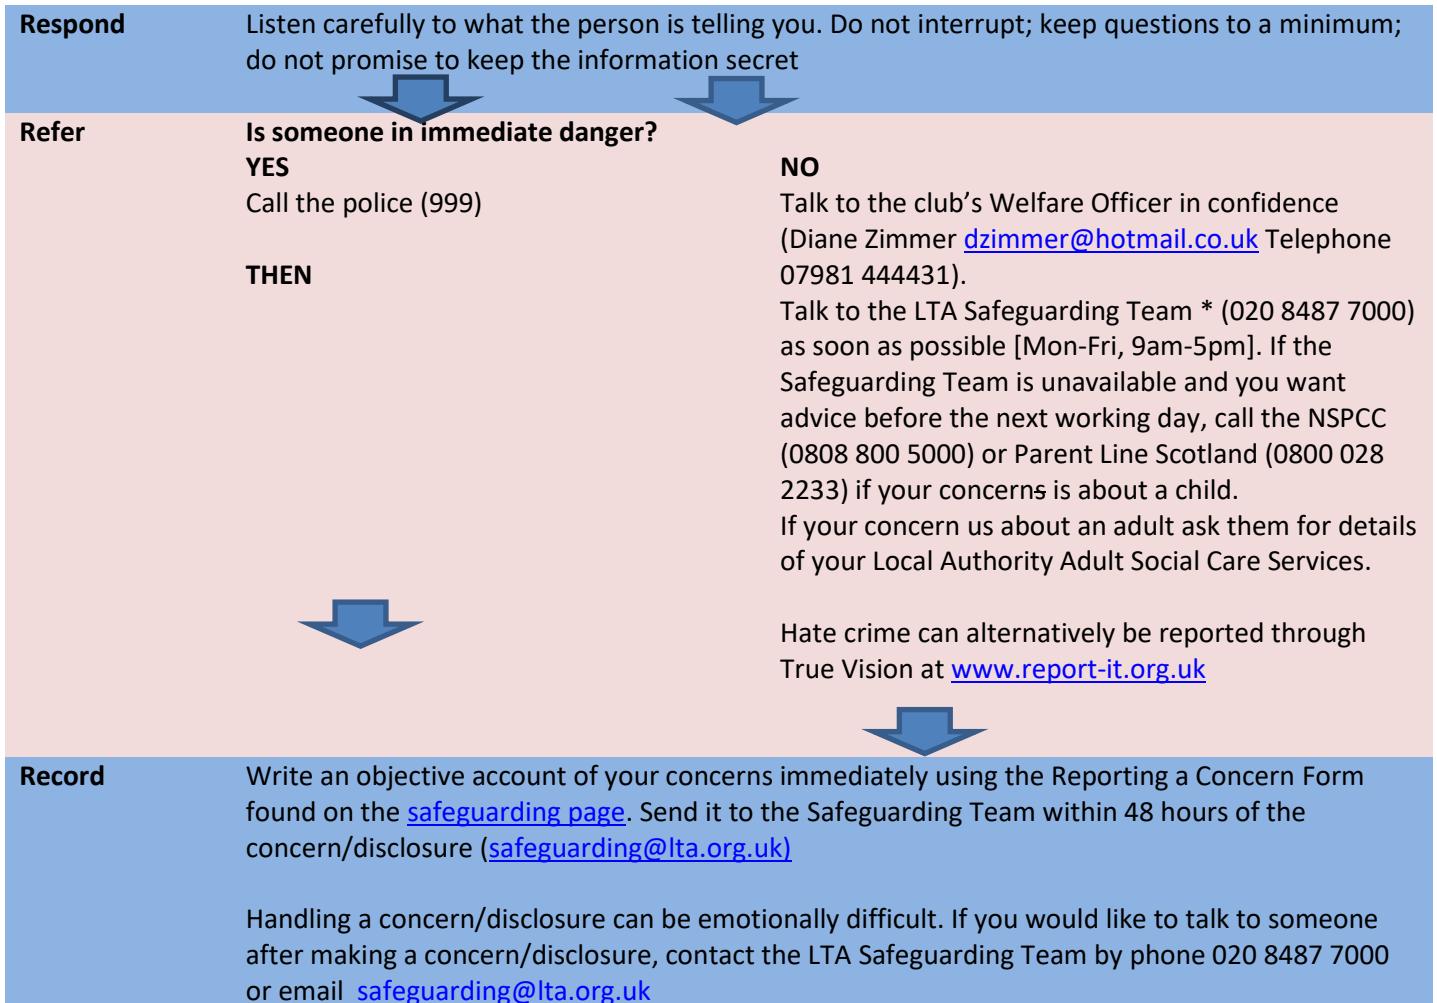 Respond Listen carefully to what the person is telling you. Do not interrupt; keep questions to a minimum;
do not promise to keep the information secret
Refer Is someone in immediate danger?
YES
Call the police (999)
THEN
NO
Talk to the club’s Welfare Officer in confidence
(Diane Zimmer dzimmer@hotmail.co.uk Telephone
07981 444431).
Talk to the LTA Safeguarding Team * (020 8487 7000)
as soon as possible [Mon-Fri, 9am-5pm]. If the
Safeguarding Team is unavailable and you want
advice before the next working day, call the NSPCC
(0808 800 5000) or Parent Line Scotland (0800 028
2233) if your concerns is about a child.
If your concern us about an adult ask them for details
of your Local Authority Adult Social Care Services.
Hate crime can alternatively be reported through
True Vision at www.report-it.org.uk
Record Write an objective account of your concerns immediately using the Reporting a Concern Form
found on the safeguarding page. Send it to the Safeguarding Team within 48 hours of the
concern/disclosure (safeguarding@lta.org.uk)
Handling a concern/disclosure can be emotionally difficult. If you would like to talk to someone
after making a concern/disclosure, contact the LTA Safeguarding Team by phone 020 8487 7000
or email safeguarding@lta.org.uk